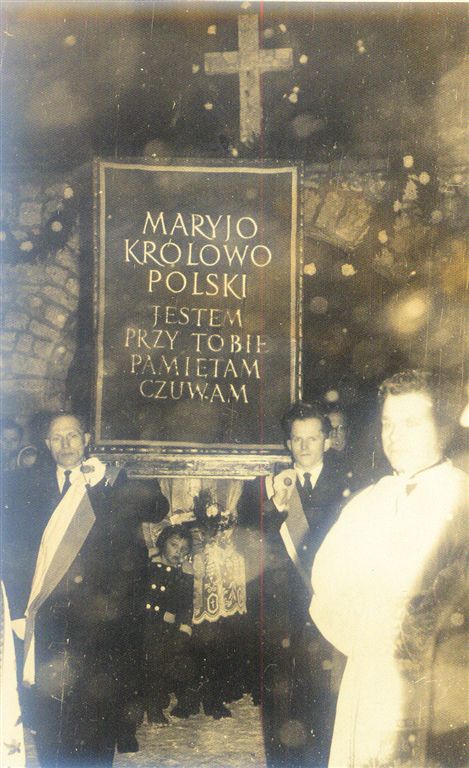 MARYJO
KRÓLOWO
POLSKI
JESTEM
PRZY TOBIE
PAMIĘTAM
CZUWAM